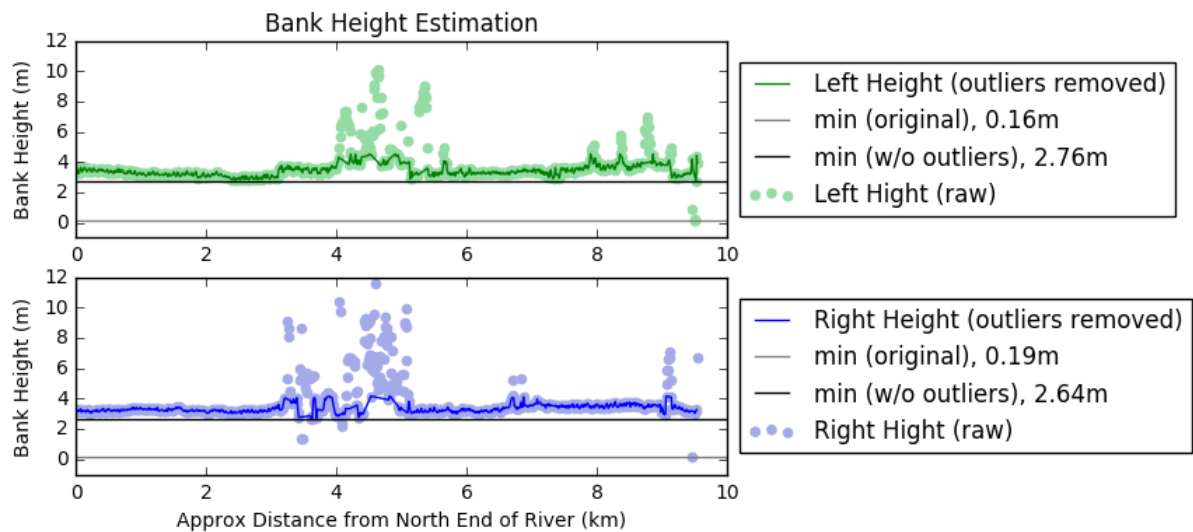 Bank Height Estimation
12
10
8
6
4
2
0
Bank Height (m)
0 2 4 6 8 10
Left Height (outliers removed)
min (original), 0.16m
min (w/o outliers), 2.76m
Left Hight (raw)
12
10
8
6
4
2
0
Bank Height (m)
0 2 4 6 8 10
Approx Distance from North End of River (km)
Right Height (outliers removed)
min (original), 0.19m
min (w/o outliers), 2.64m
Right Hight (raw)